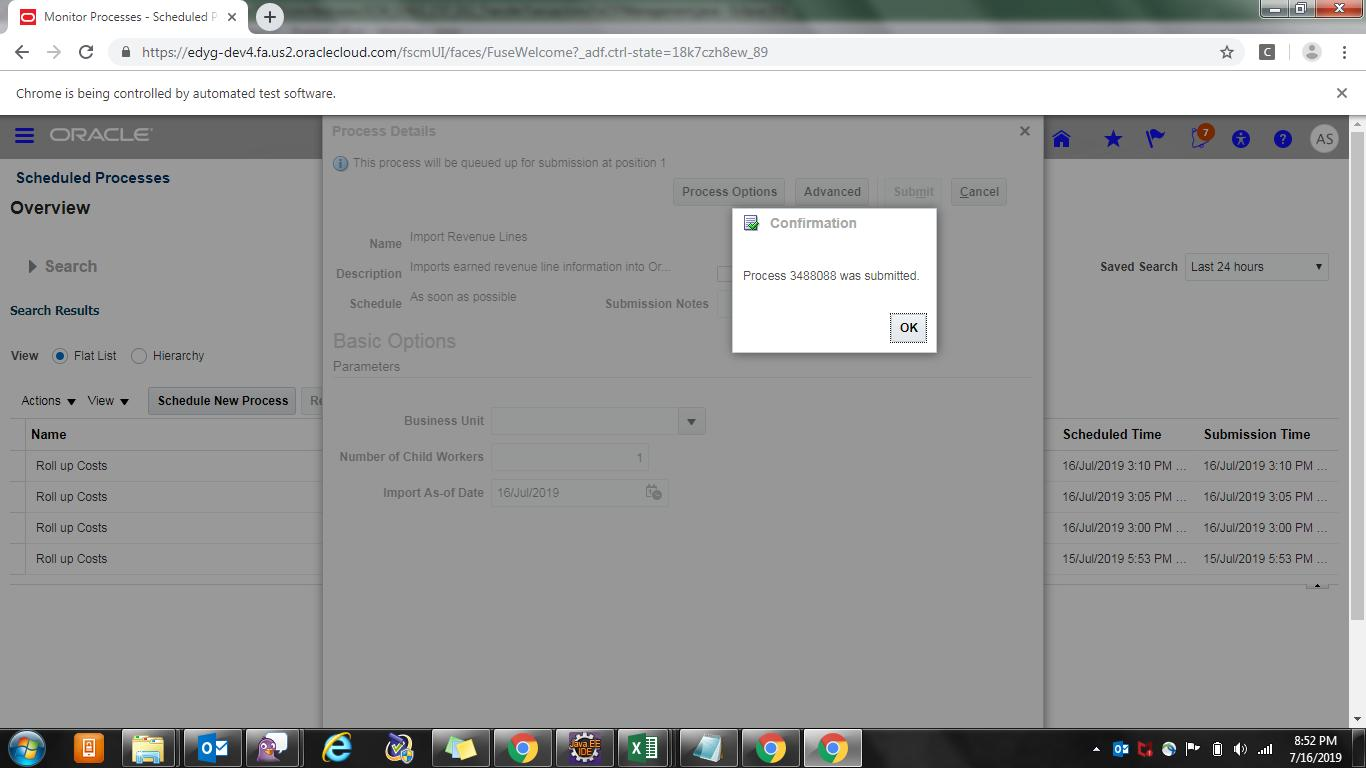 Monitor Processes - Scheduled P
https://edyg-dev4.fa.us2.oraclecloud.com/fscmUI/faces/FuseWelcome?_adf.ctrl-state=18k7czh8ew_89
C
Chrome is being controlled by automated test software.
ORACLE
Process Details
7
AS
This process will be queued up for submission at position 1
Scheduled Processes
Process Options
Advanced
Submit
Cancel
Overview
Confirmation
Name
Import Revenue Lines
Search
Description
Imports earned revenue line information into Or...
Process 3488088 was submitted.
Saved Search
Last 24 hours
Schedule
As soon as possible
Submission Notes
Search Results
OK
Basic Options
View
Flat List
Hierarchy
Parameters
Actions
View
Schedule New Process
Re
Business Unit
Name
Scheduled Time
Submission Time
Number of Child Workers
1
Roll up Costs
16/Jul/2019 3:10 PM ...
16/Jul/2019 3:10 PM ...
Import As-of Date
16/Jul/2019
Roll up Costs
16/Jul/2019 3:05 PM ...
16/Jul/2019 3:05 PM ...
Roll up Costs
16/Jul/2019 3:00 PM ...
16/Jul/2019 3:00 PM ...
Roll up Costs
15/Jul/2019 5:53 PM ...
15/Jul/2019 5:53 PM ...
Java EE
IDE
8:52 PM
7/16/2019